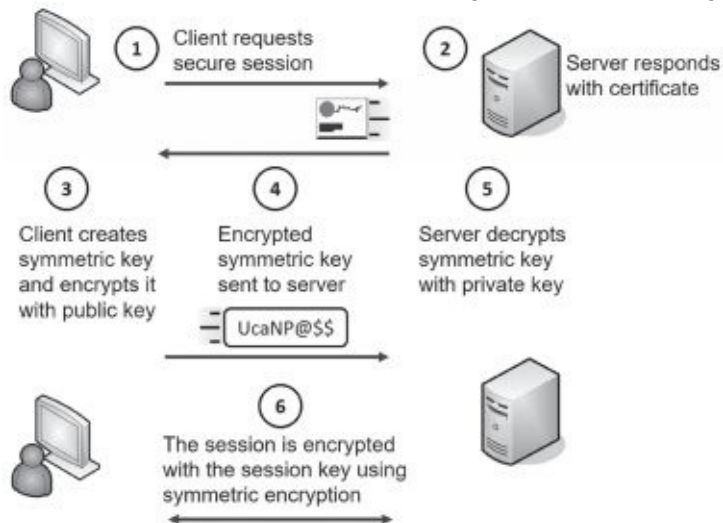 1
Client requests
secure session
2
Server responds
with certificate
3
Client creates
symmetric key
and encrypts it
with public key
4
Encrypted
symmetric key
sent to server
UcaNP@$$
5
Server decrypts
symmetric key
with private key
6
The session is encrypted
with the session key using
symmetric encryption